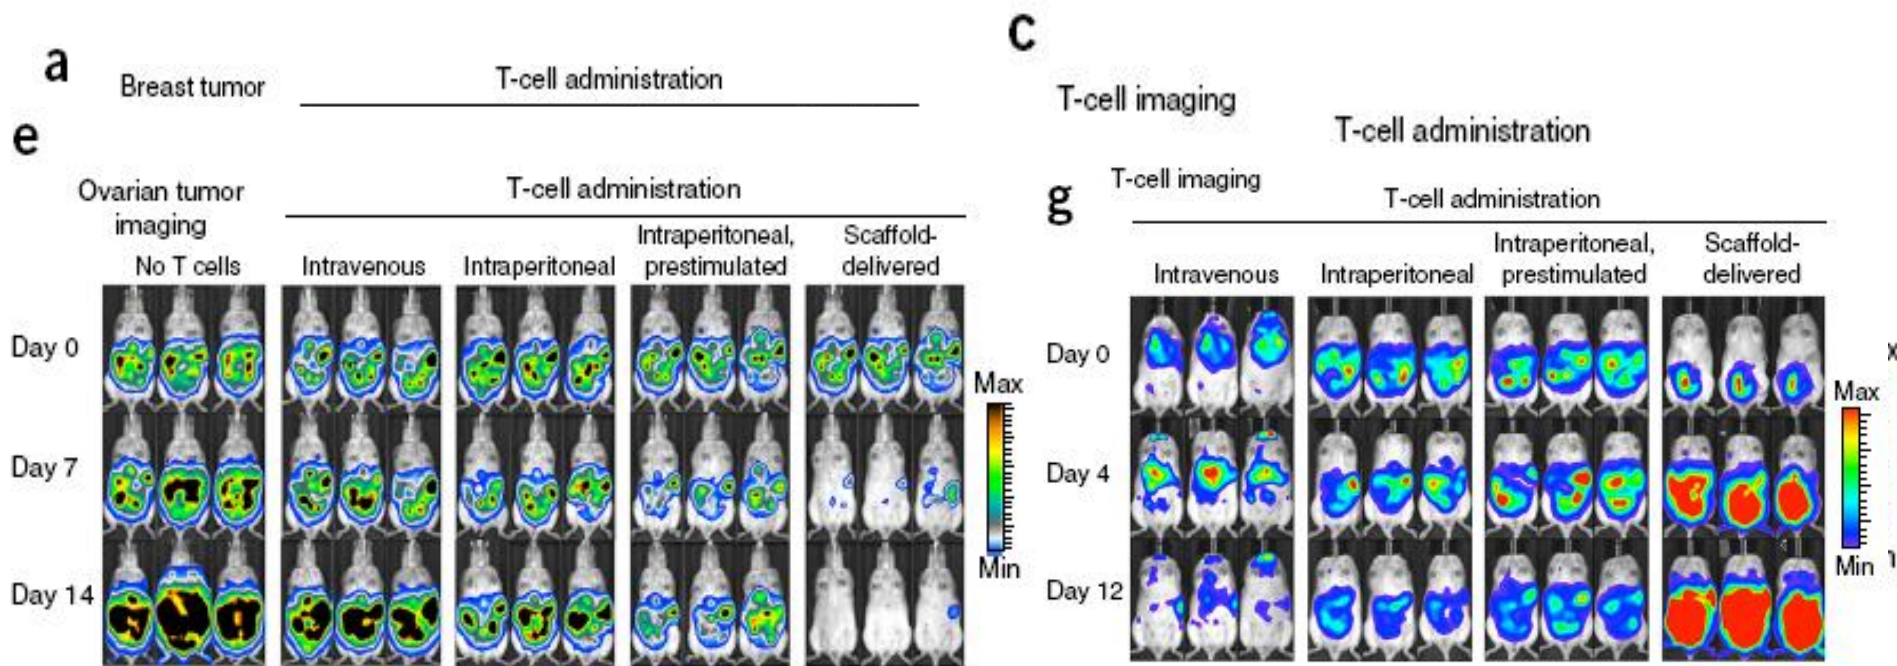 a
Breast tumor
T-cell administration
e
Ovarian tumor
imaging
T-cell administration
No T cells
Intravenous
Intraperitoneal
Intraperitoneal,
prestimulated
Scaffold-
delivered
Day 0
Day 7
Day 14
Max
Min
c
T-cell imaging
T-cell administration
g
T-cell imaging
T-cell administration
Intravenous
Intraperitoneal
Intraperitoneal,
prestimulated
Scaffold-
delivered
Day 0
Day 4
Day 12
Max
Min